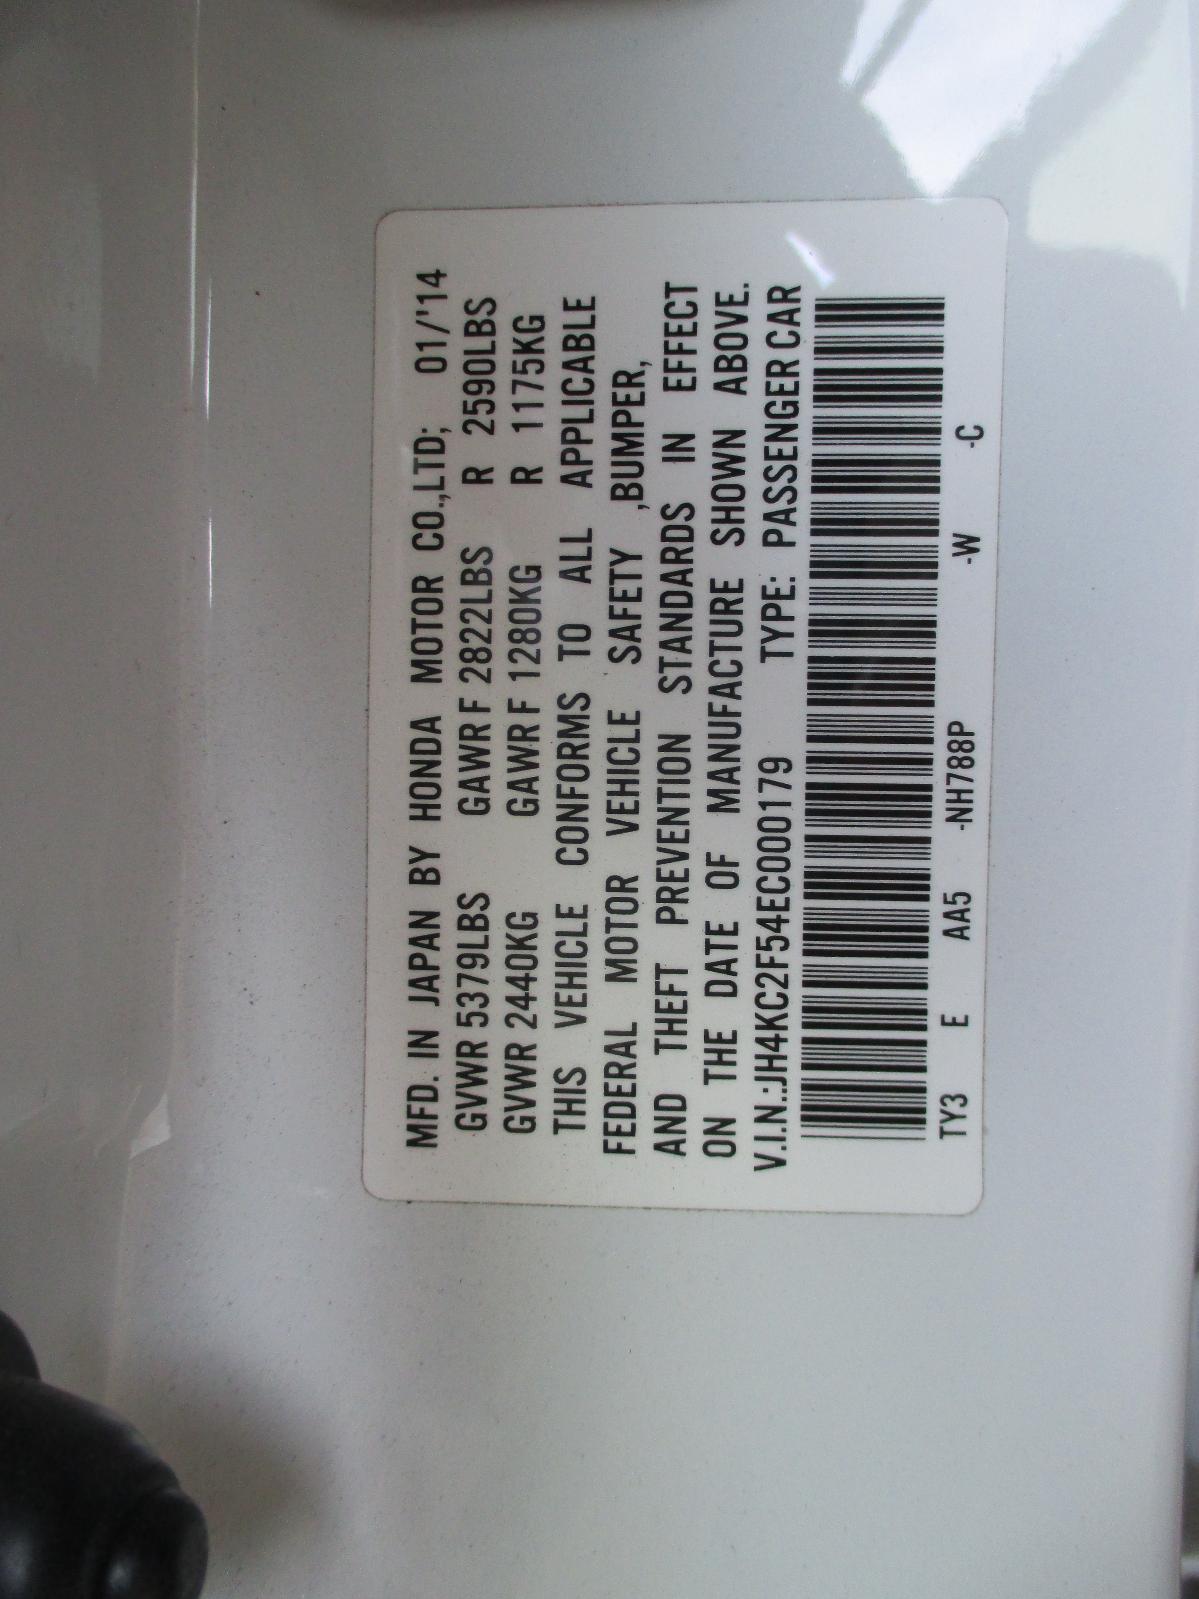 MFD. IN JAPAN BY HONDA MOTOR CO.,LTD; 01/'14
GVWR 5379LBS GAWR F 2822LBS R 2590LBS
GVWR 2440KG GAWR F 1280KG R 1175KG
THIS VEHICLE CONFORMS TO ALL APPLICABLE
FEDERAL MOTOR VEHICLE SAFETY ,BUMPER,
AND THEFT PREVENTION STANDARDS IN EFFECT
ON THE DATE OF MANUFACTURE SHOWN ABOVE.
V.I.N.:JH4KC2F54EC000179 TYPE: PASSENGER CAR
TY3 E AA5 -NH788P -W -C